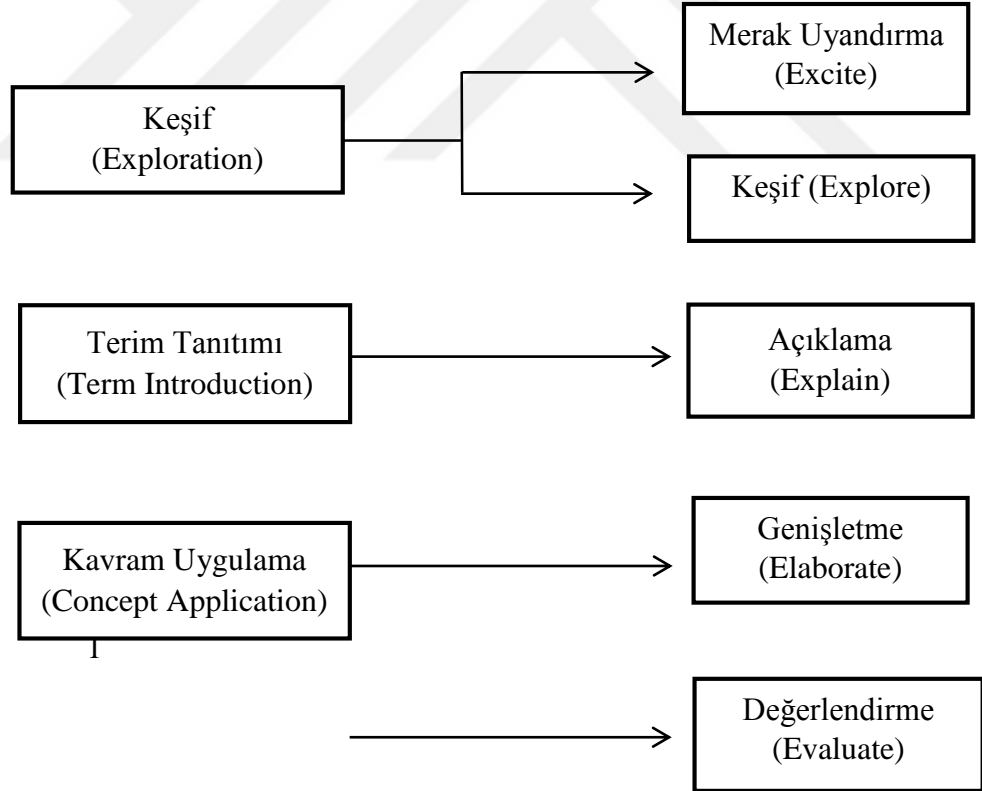 Merak Uyandırma
(Excite)
Keşif
(Exploration)
Keşif (Explore)
Terim Tanıtımı
(Term Introduction)
Açıklama
(Explain)
Kavram Uygulama
(Concept Application)
Genişletme
(Elaborate)
Değerlendirme
(Evaluate)